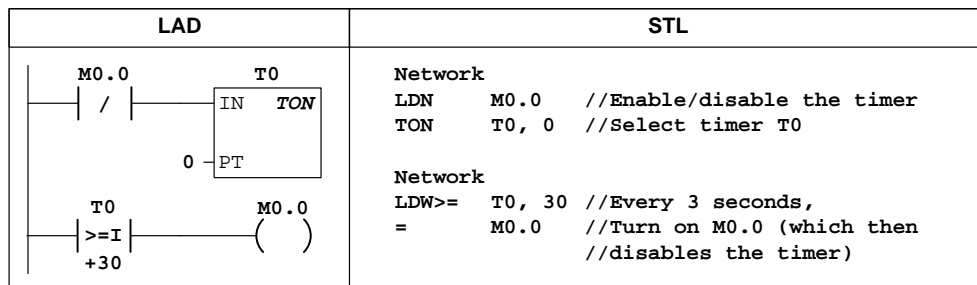 LAD
STL
M0.0
T0
/
IN TON
0
PT
T0
M0.0
>=I
+30
Network
LDN M0.0 //Enable/disable the timer
TON T0, 0 //Select timer T0
Network
LDW>= T0, 30 //Every 3 seconds,
= M0.0 //Turn on M0.0 (which then
//disables the timer)